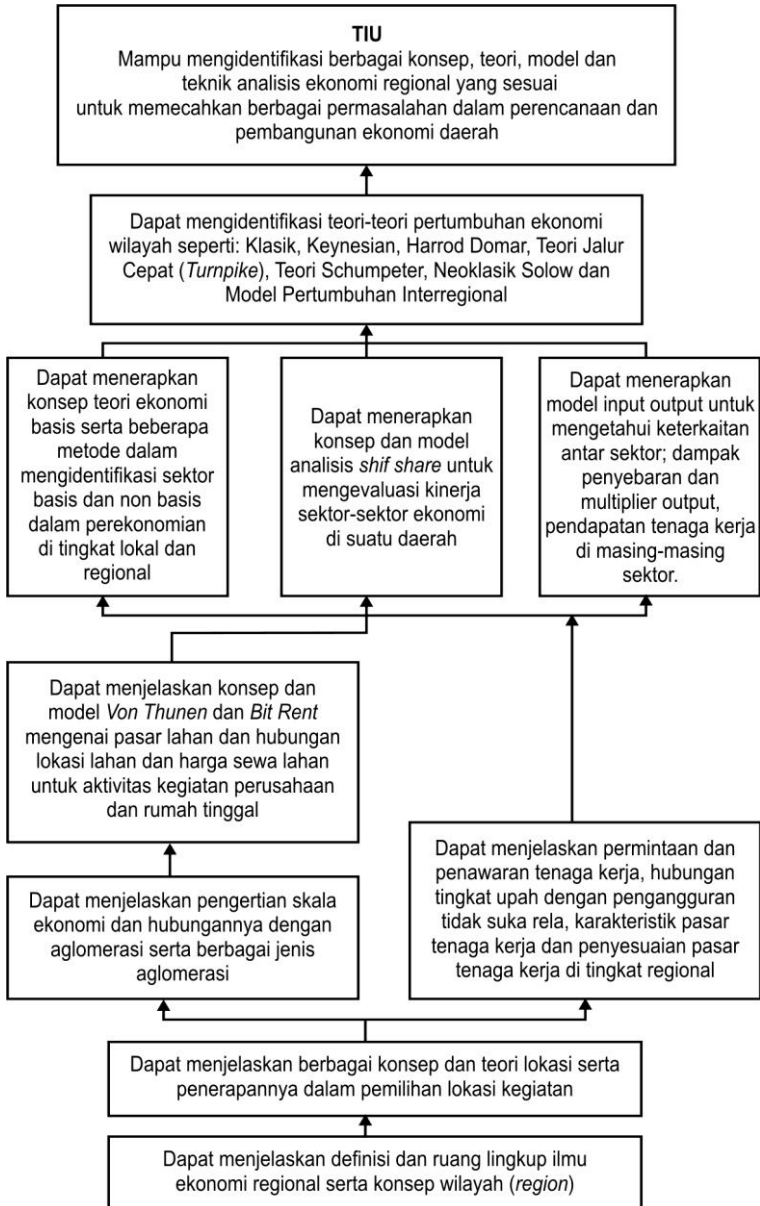 TIU
Mampu mengidentifikasi berbagai konsep, teori, model dan
teknik analisis ekonomi regional yang sesuai
untuk memecahkan berbagai permasalahan dalam perencanaan dan
pembangunan ekonomi daerah
Dapat mengidentifikasi teori-teori pertumbuhan ekonomi
wilayah seperti: Klasik, Keynesian, Harrod Domar, Teori Jalur
Cepat (Turnpike), Teori Schumpeter, Neoklasik Solow dan
Model Pertumbuhan Interregional
Dapat menerapkan
konsep teori ekonomi
basis serta beberapa
metode dalam
mengidentifikasi sektor
basis dan non basis
dalam perekonomian
di tingkat lokal dan
regional
Dapat menerapkan
konsep dan model
analisis shif share untuk
mengevaluasi kinerja
sektor-sektor ekonomi
di suatu daerah
Dapat menerapkan
model input output untuk
mengetahui keterkaitan
antar sektor; dampak
penyebaran dan
multiplier output,
pendapatan tenaga kerja
di masing-masing
sektor.
Dapat menjelaskan konsep dan
model Von Thunen dan Bit Rent
mengenai pasar lahan dan hubungan
lokasi lahan dan harga sewa lahan
untuk aktivitas kegiatan perusahaan
dan rumah tinggal
Dapat menjelaskan permintaan dan
penawaran tenaga kerja, hubungan
tingkat upah dengan pengangguran
tidak suka rela, karakteristik pasar
tenaga kerja dan penyesuaian pasar
tenaga kerja di tingkat regional
Dapat menjelaskan pengertian skala
ekonomi dan hubungannya dengan
aglomerasi serta berbagai jenis
aglomerasi
Dapat menjelaskan berbagai konsep dan teori lokasi serta
penerapannya dalam pemilihan lokasi kegiatan
Dapat menjelaskan definisi dan ruang lingkup ilmu
ekonomi regional serta konsep wilayah (region)